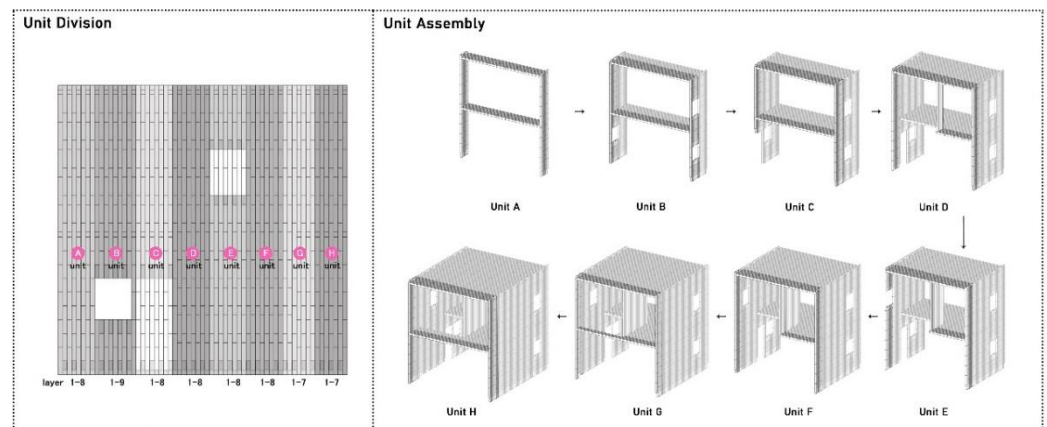 Unit Division
A B C D E F G H
unit unit unit unit unit unit unit unit
layer 1-8 1-9 1-8 1-8 1-8 1-8 1-7 1-7
Unit Assembly
Unit A
Unit B
Unit C
Unit D
Unit H
Unit G
Unit F
Unit E